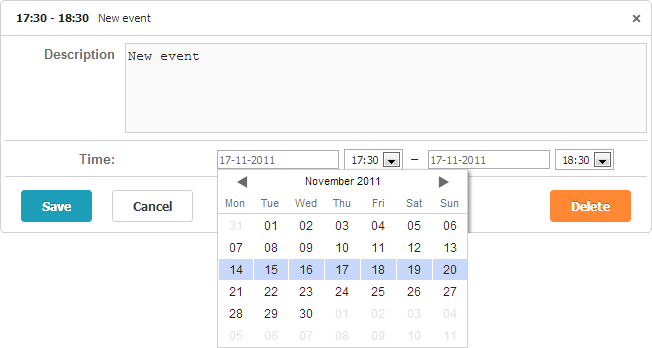 17:30 - 18:30 New event ×
Description New event
Time: 17-11-2011 17:30 – 17-11-2011 18:30
November 2011
Mon Tue Wed Thu Fri Sat Sun
31 01 02 03 04 05 06
07 08 09 10 11 12 13
14 15 16 17 18 19 20
21 22 23 24 25 26 27
28 29 30 01 02 03 04
05 06 07 08 09 10 11
Save Cancel Delete